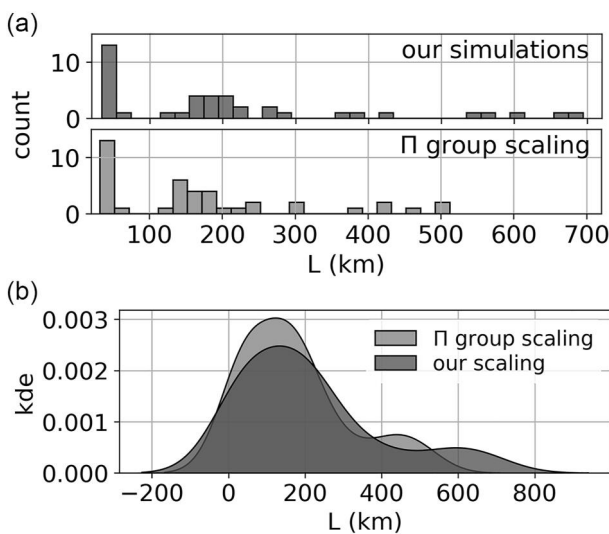 (a)
our simulations
10
0
Π group scaling
10
0
count
100 200 300 400 500 600 700
L (km)
(b)
0.003
0.002
0.001
0.000
kde
Π group scaling
our scaling
−200 0 200 400 600 800
L (km)